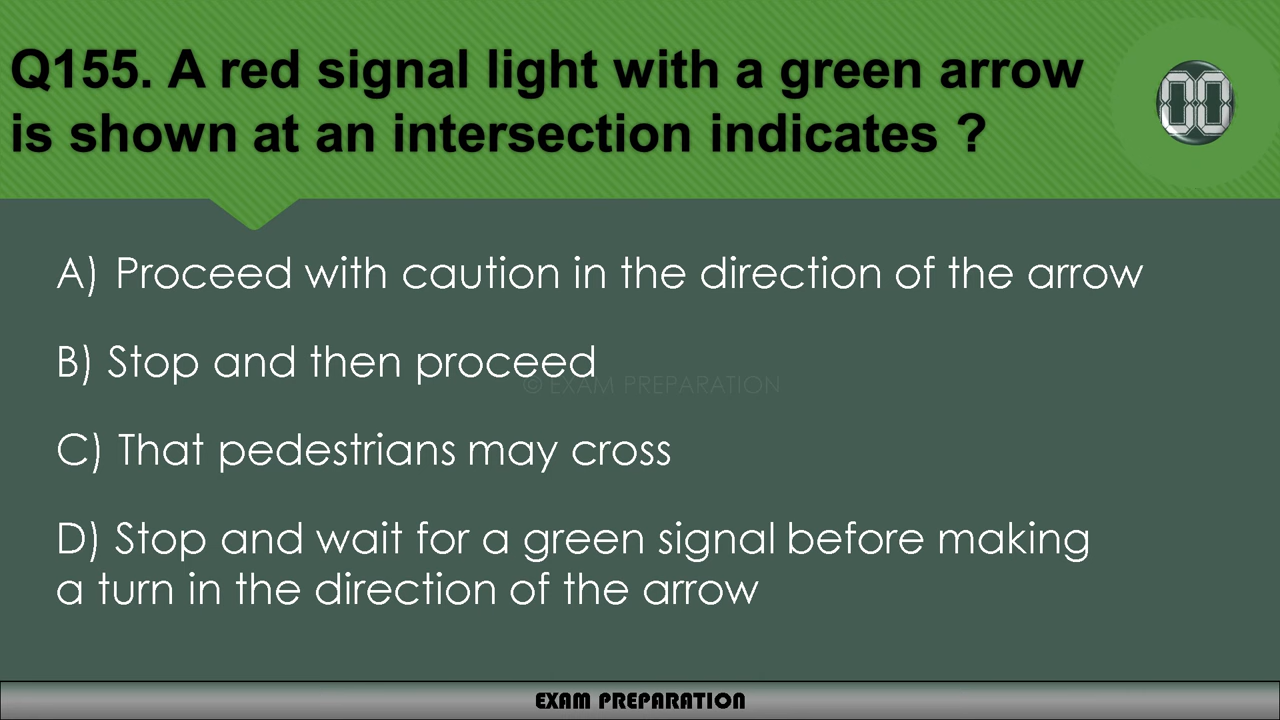 Q155. A red signal light with a green arrow
is shown at an intersection indicates ?
00
A) Proceed with caution in the direction of the arrow
B) Stop and then proceed
© EXAM PREPARATION
C) That pedestrians may cross
D) Stop and wait for a green signal before making
a turn in the direction of the arrow
EXAM PREPARATION